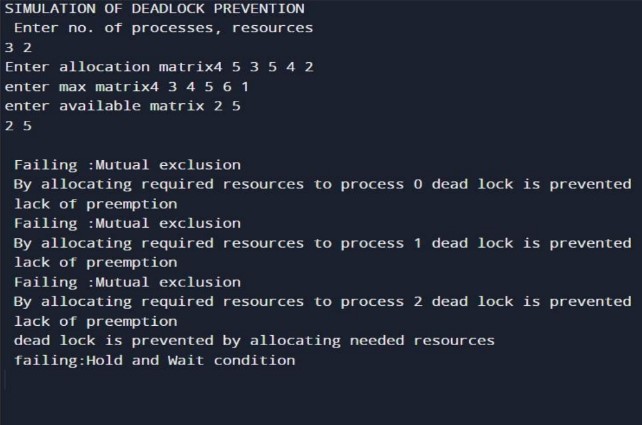 SIMULATION OF DEADLOCK PREVENTION
Enter no. of processes, resources
3 2
Enter allocation matrix4 5 3 5 4 2
enter max matrix4 3 4 5 6 1
enter available matrix 2 5
2 5
Failing :Mutual exclusion
By allocating required resources to process 0 dead lock is prevented
lack of preemption
Failing :Mutual exclusion
By allocating required resources to process 1 dead lock is prevented
lack of preemption
Failing :Mutual exclusion
By allocating required resources to process 2 dead lock is prevented
lack of preemption
dead lock is prevented by allocating needed resources
failing:Hold and Wait condition